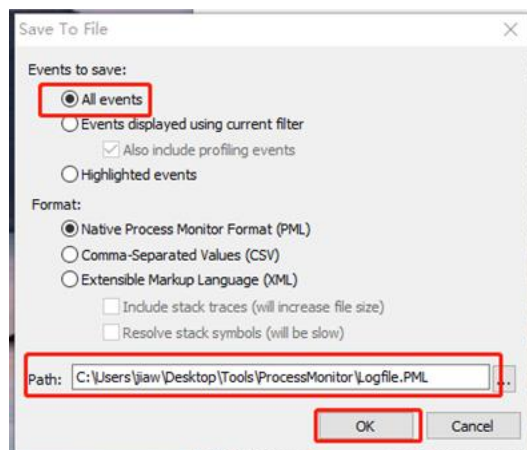 Save To File
Events to save:
All events
Events displayed using current filter
Also include profiling events
Highlighted events
Format:
Native Process Monitor Format (PML)
Comma-Separated Values (CSV)
Extensible Markup Language (XML)
Include stack traces (will increase file size)
Resolve stack symbols (will be slow)
Path: C:\Users\jiaw\Desktop\Tools\ProcessMonitor\Logfile.PML ...
OK Cancel